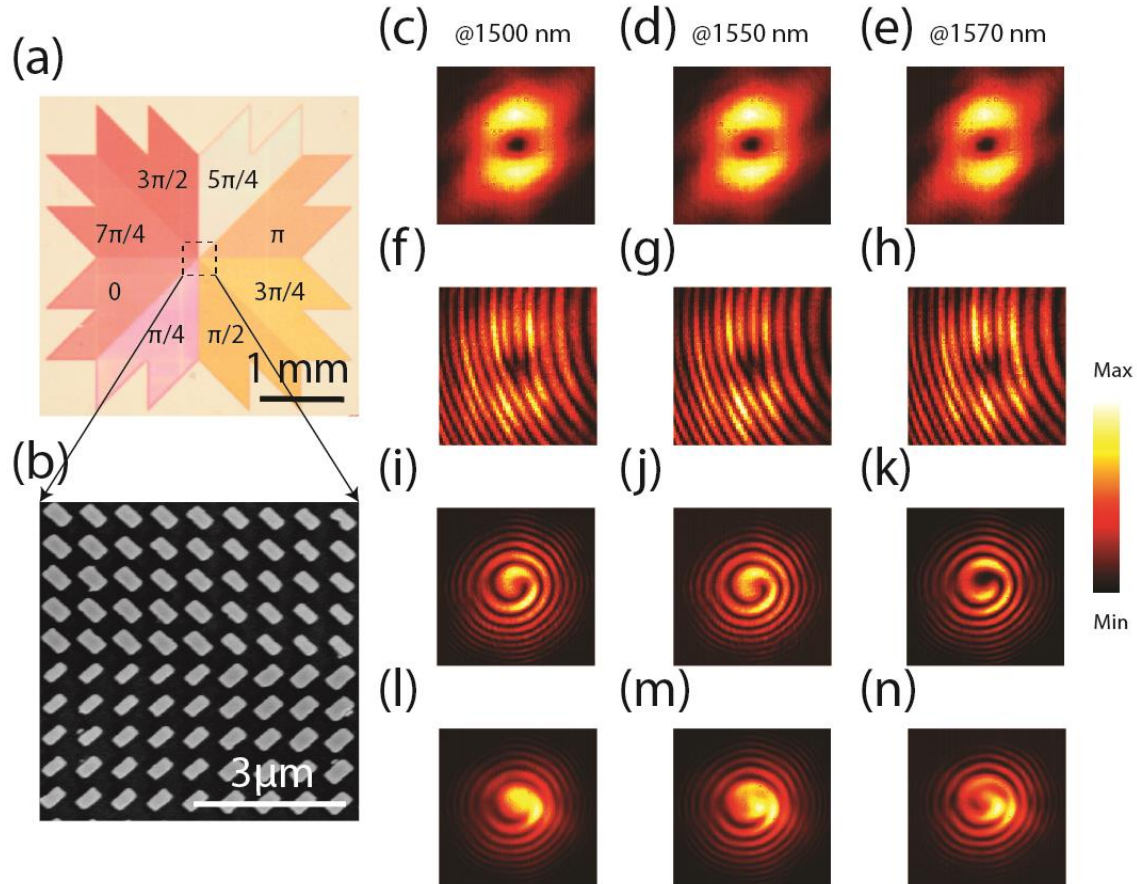 (a)
(c) @1500 nm
(d) @1550 nm
(e) @1570 nm
3π/2
5π/4
7π/4
π
0
3π/4
π/4
π/2
1 mm
(f)
(g)
(h)
Max
Min
(b)
3μm
(i)
(j)
(k)
(l)
(m)
(n)